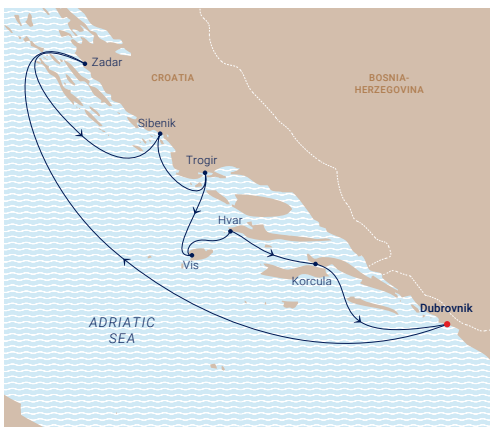 Zadar
CROATIA
BOSNIA-
HERZEGOVINA
Sibenik
Trogir
Hvar
Vis
Korcula
Dubrovnik
ADRIATIC
SEA